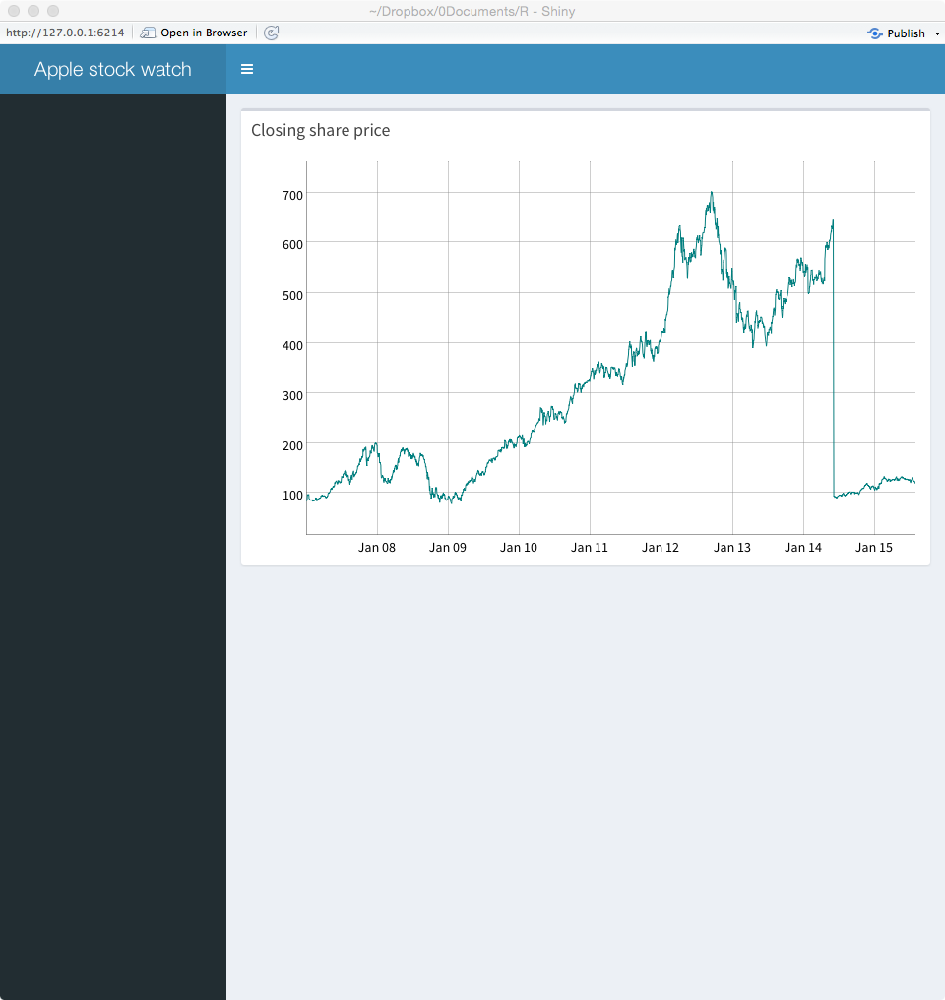 ~/Dropbox/0Documents/R - Shiny
http://127.0.0.1:6214 Open in Browser Publish
Apple stock watch
Closing share price
700
600
500
400
300
200
100
Jan 08 Jan 09 Jan 10 Jan 11 Jan 12 Jan 13 Jan 14 Jan 15